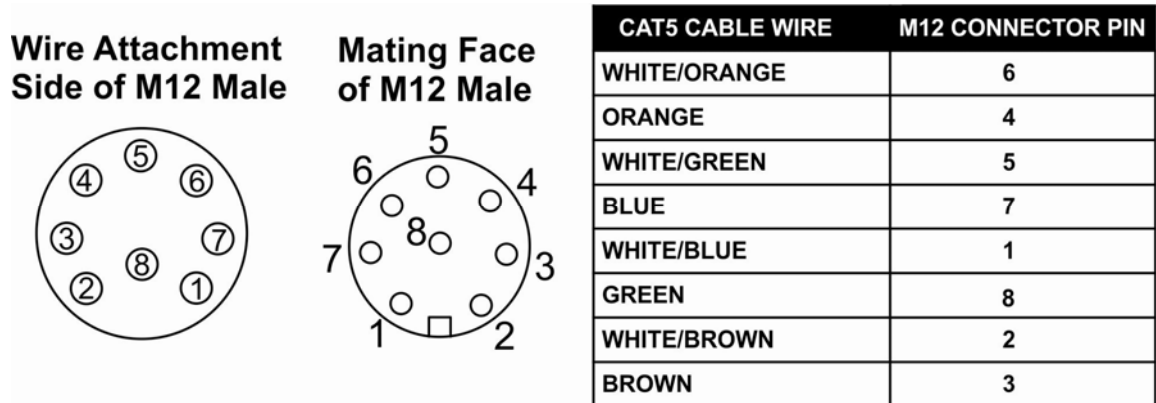 Wire Attachment
Side of M12 Male
5
4 6
3 7
8
2 1
Mating Face
of M12 Male
5
6 4
8
7 3
1 2
CAT5 CABLE WIRE M12 CONNECTOR PIN
WHITE/ORANGE 6
ORANGE 4
WHITE/GREEN 5
BLUE 7
WHITE/BLUE 1
GREEN 8
WHITE/BROWN 2
BROWN 3